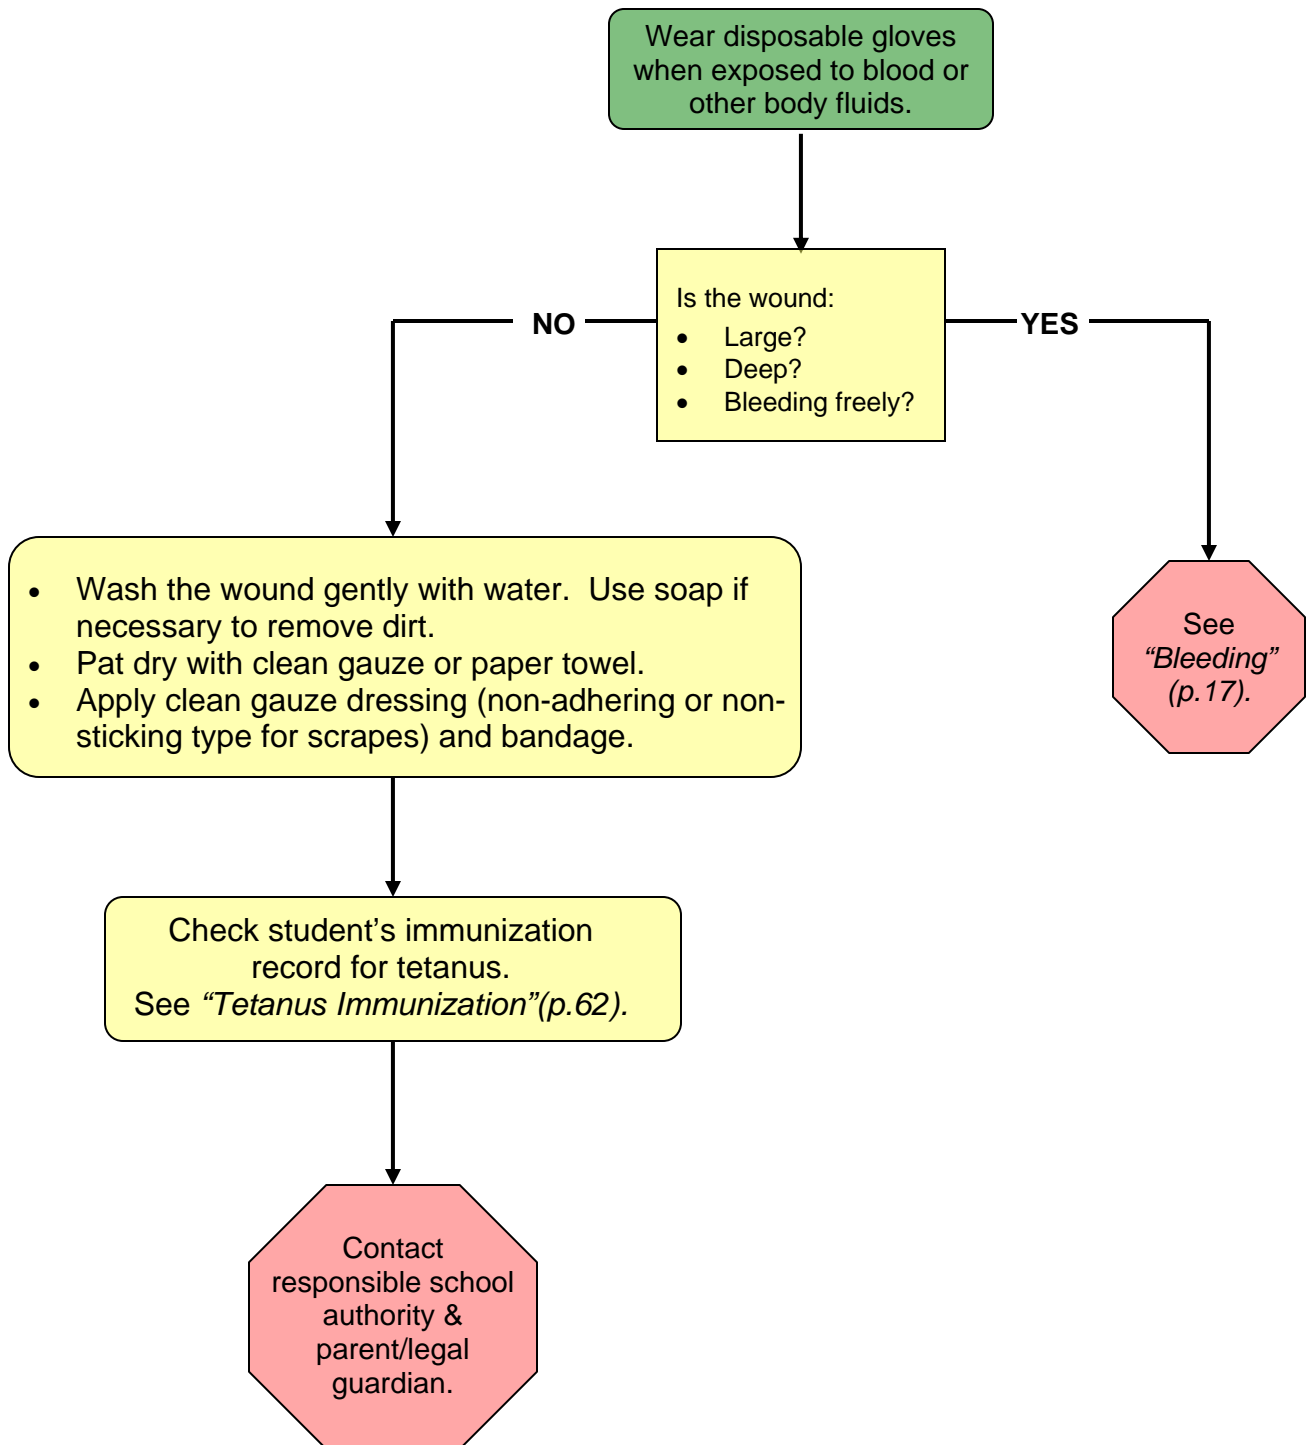 Wear disposable gloves
when exposed to blood or
other body fluids.
Is the wound:
• Large?
• Deep?
• Bleeding freely?
NO
YES
• Wash the wound gently with water.  Use soap if
necessary to remove dirt.
• Pat dry with clean gauze or paper towel.
• Apply clean gauze dressing (non-adhering or non-
sticking type for scrapes) and bandage.
See
“Bleeding”
(p.17).
Check student’s immunization
record for tetanus.
See “Tetanus Immunization”(p.62).
Contact
responsible school
authority &
parent/legal
guardian.